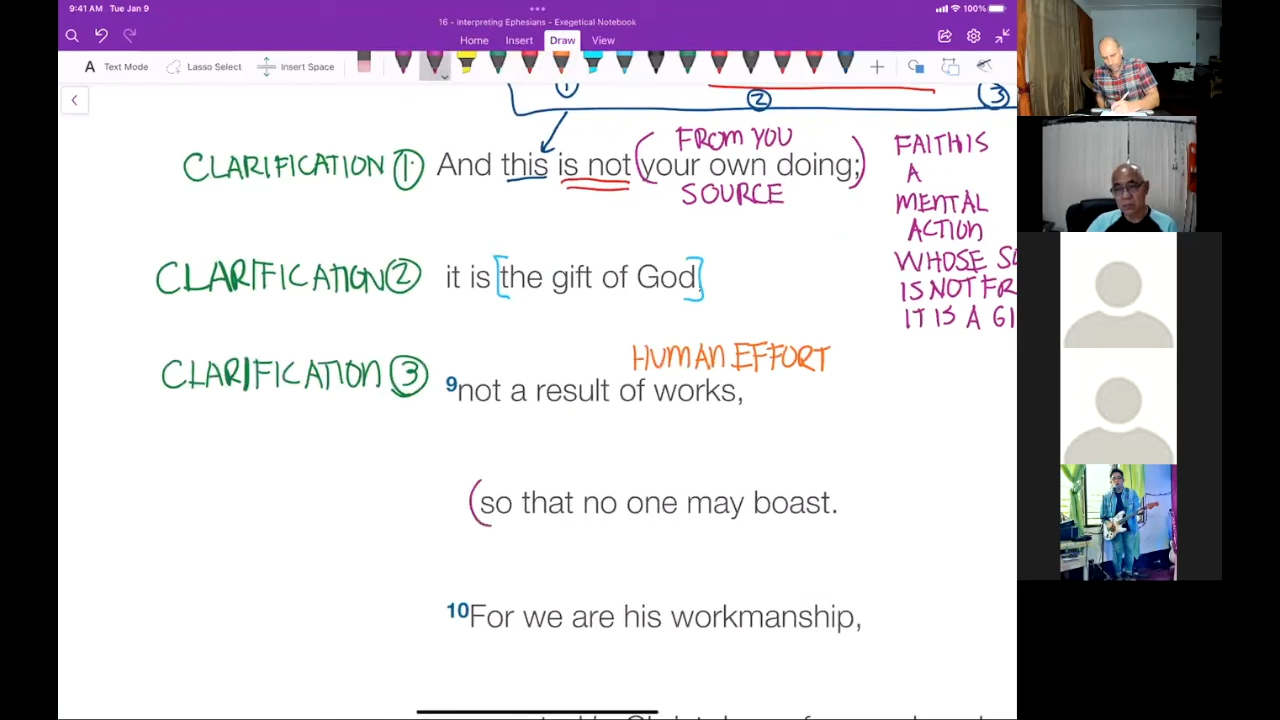 9:41 AM Tue Jan 9
100%
16 - Interpreting Ephesians - Exegetical Notebook
Home Insert Draw View
A Text Mode Lasso Select Insert Space
1 2 3
FROM YOU
CLARIFICATION 1 And this is not (your own doing;)
SOURCE
FAITH IS
A
MENTAL
ACTION
WHOSE
IS NOT
IT IS A
CLARIFICATION 2 it is [the gift of God,]
HUMAN EFFORT
CLARIFICATION 3 9not a result of works,
(so that no one may boast.
10For we are his workmanship,